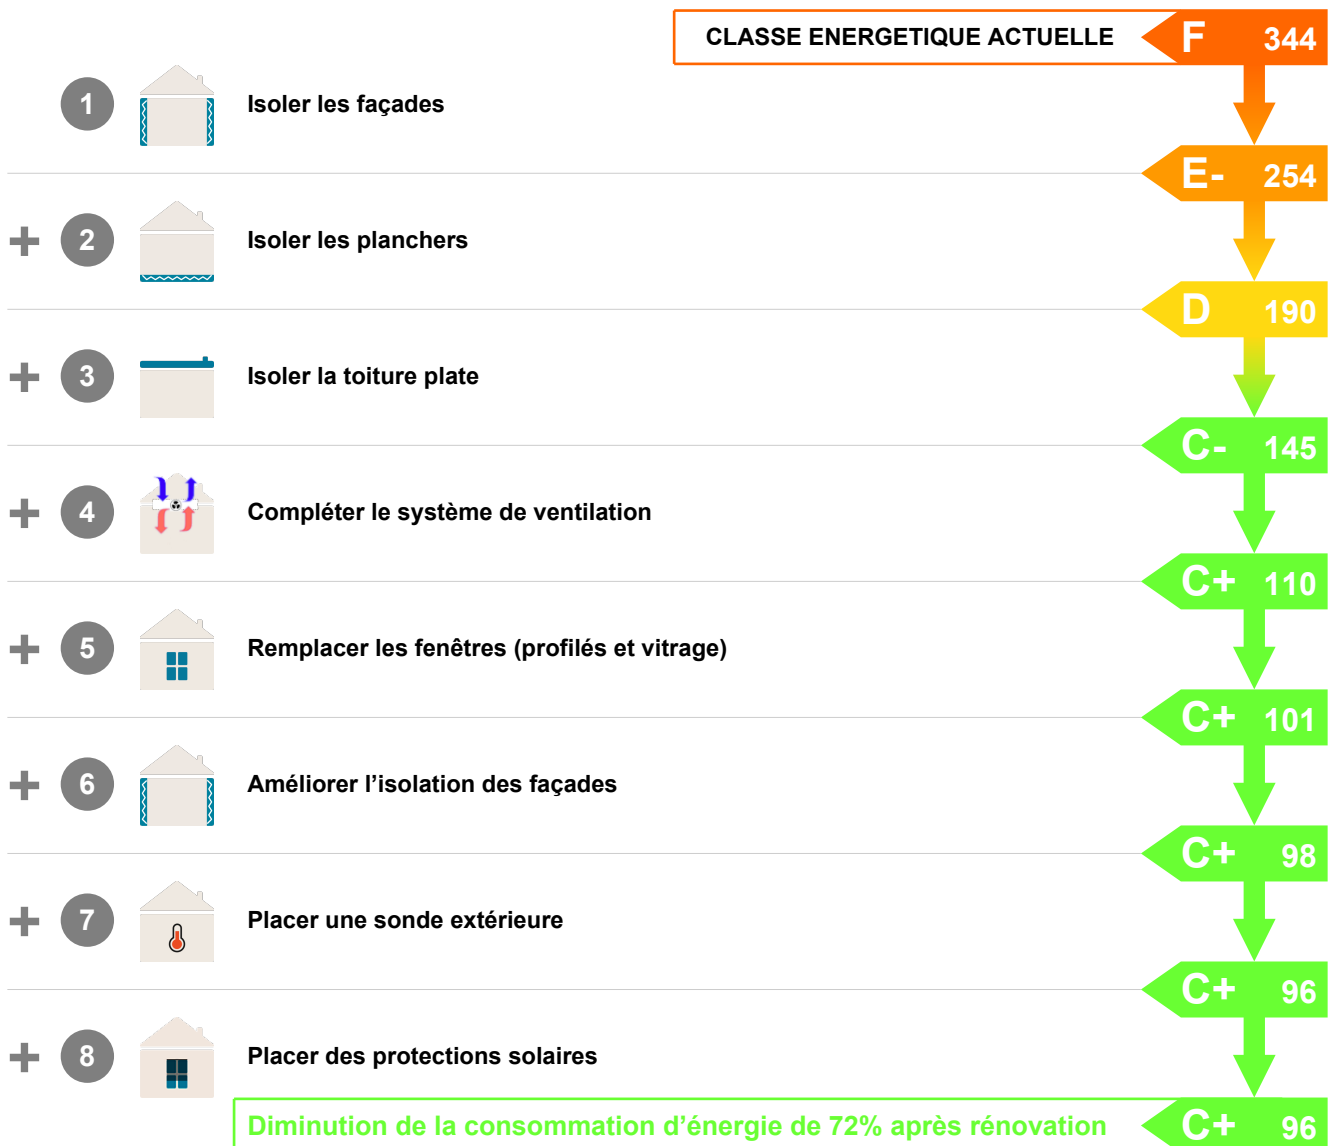 CLASSE ENERGETIQUE ACTUELLE F 344
1 Isoler les façades
E- 254
+ 2 Isoler les planchers
D 190
+ 3 Isoler la toiture plate
C- 145
+ 4 Compléter le système de ventilation
C+ 110
+ 5 Remplacer les fenêtres (profilés et vitrage)
C+ 101
+ 6 Améliorer l’isolation des façades
C+ 98
+ 7 Placer une sonde extérieure
C+ 96
+ 8 Placer des protections solaires
Diminution de la consommation d’énergie de 72% après rénovation C+ 96